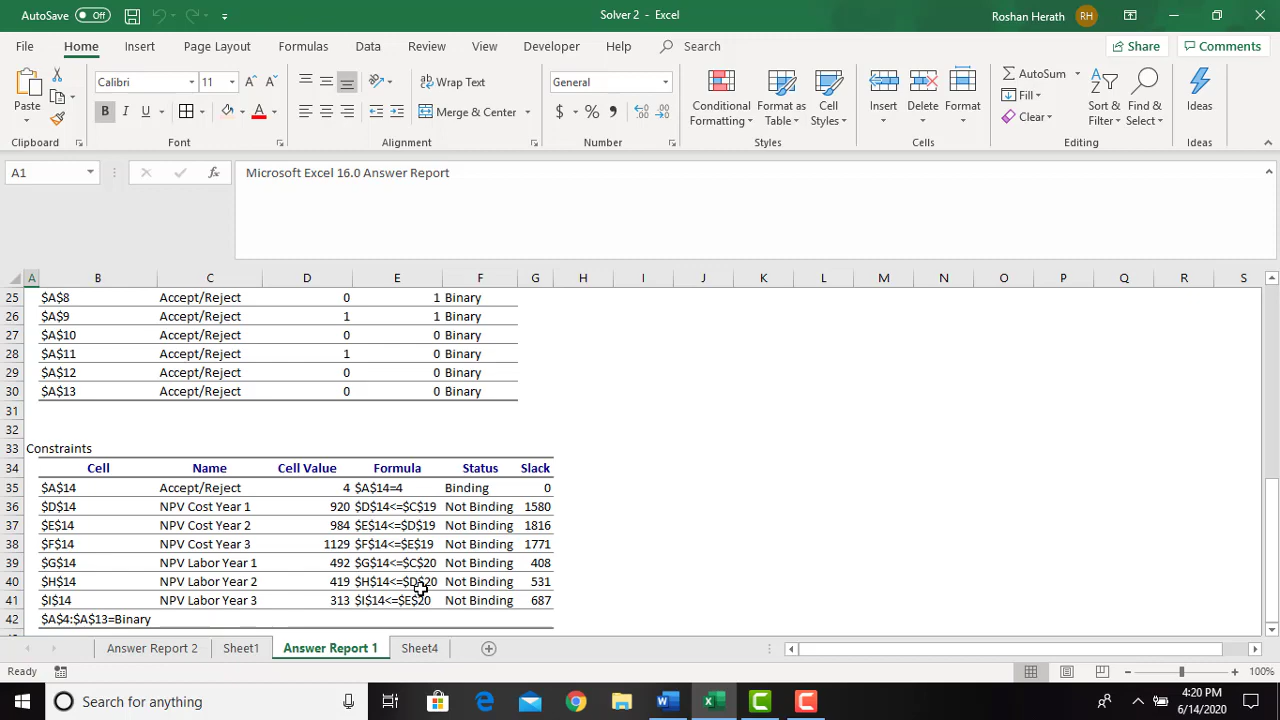 AutoSave Off
Solver 2 - Excel
Roshan Herath RH
File Home Insert Page Layout Formulas Data Review View Developer Help Search Share Comments
Paste
Calibri 11
Wrap Text
General
Conditional Formatting
Format as Table
Cell Styles
Insert
Delete
Format
AutoSum
Fill
Clear
Sort & Filter
Find & Select
Ideas
B I U
Merge & Center
$ % ,
Clipboard Font Alignment Number Styles Cells Editing Ideas
A1 fx Microsoft Excel 16.0 Answer Report
A B C D E F G H I J K L M N O P Q R S
25 $A$8 Accept/Reject 0 1 Binary
26 $A$9 Accept/Reject 1 1 Binary
27 $A$10 Accept/Reject 0 0 Binary
28 $A$11 Accept/Reject 1 0 Binary
29 $A$12 Accept/Reject 0 0 Binary
30 $A$13 Accept/Reject 0 0 Binary
31
32
33 Constraints
34 Cell Name Cell Value Formula Status Slack
35 $A$14 Accept/Reject 4 $A$14=4 Binding 0
36 $D$14 NPV Cost Year 1 920 $D$14<=$C$19 Not Binding 1580
37 $E$14 NPV Cost Year 2 984 $E$14<=$D$19 Not Binding 1816
38 $F$14 NPV Cost Year 3 1129 $F$14<=$E$19 Not Binding 1771
39 $G$14 NPV Labor Year 1 492 $G$14<=$C$20 Not Binding 408
40 $H$14 NPV Labor Year 2 419 $H$14<=$D$20 Not Binding 531
41 $I$14 NPV Labor Year 3 313 $I$14<=$E$20 Not Binding 687
42 $A$4:$A$13=Binary
Answer Report 2 Sheet1 Answer Report 1 Sheet4
Ready 100%
Search for anything
4:20 PM
6/14/2020